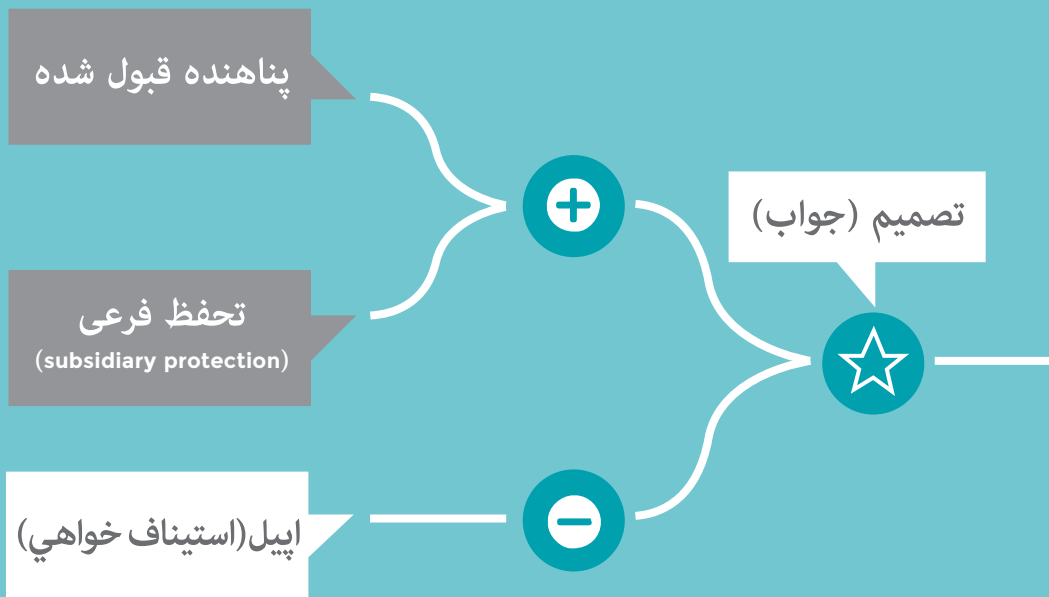 پناهنده قبول شده
تصمیم (جواب)
تحفظ فرعی
(subsidiary protection)
اپیل(استیناف خواهي)